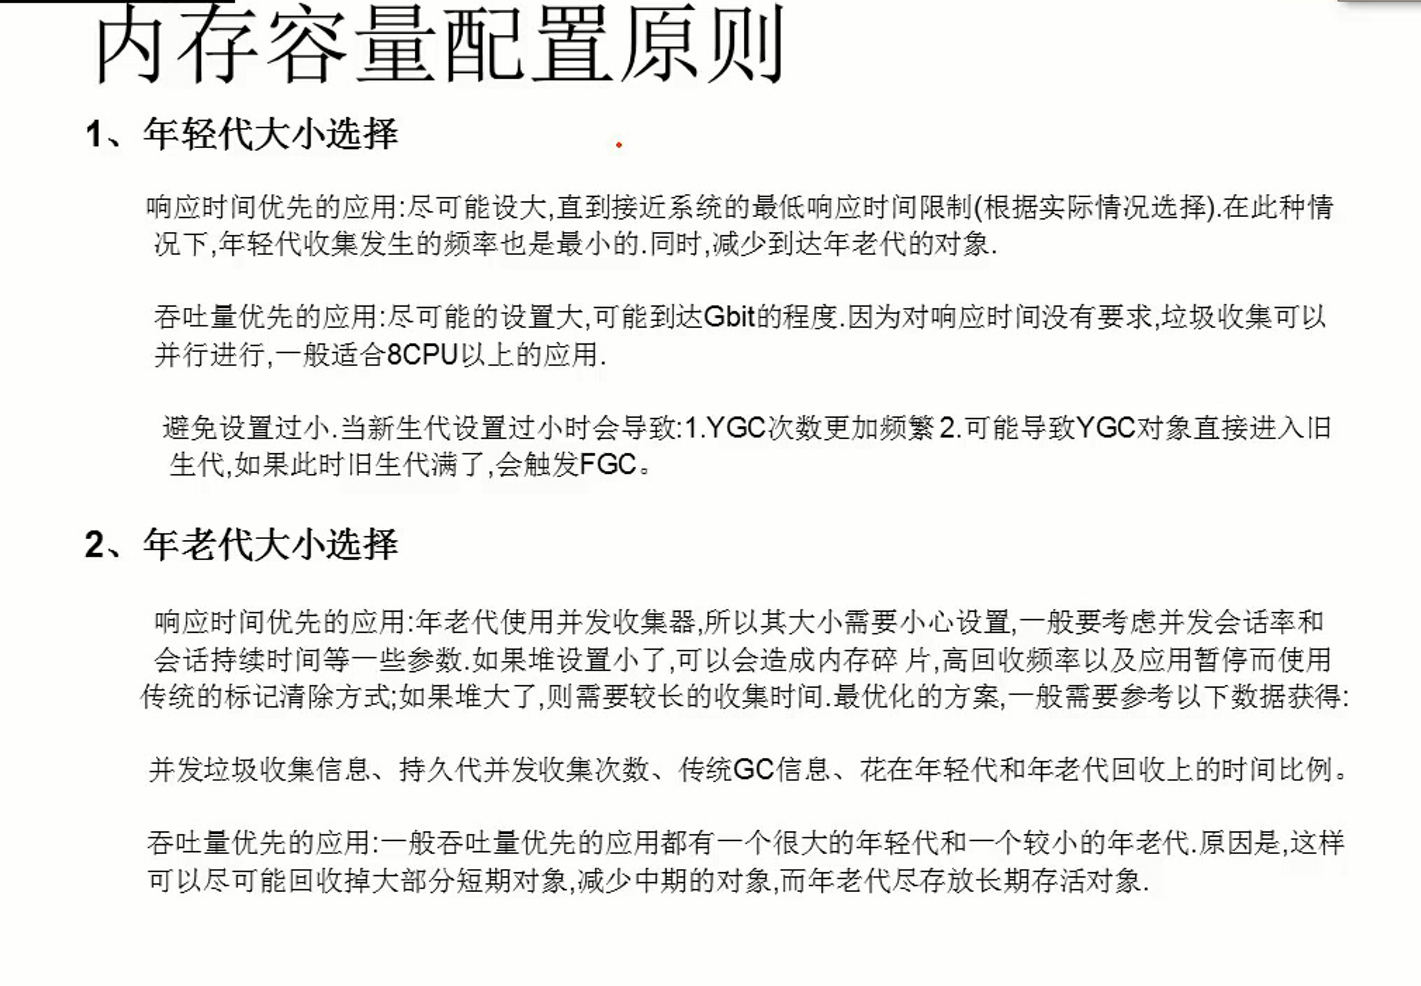 内存容量配置原则
1、年轻代大小选择
响应时间优先的应用:尽可能设大,直到接近系统的最低响应时间限制(根据实际情况选择).在此种情
况下,年轻代收集发生的频率也是最小的.同时,减少到达年老代的对象.
吞吐量优先的应用:尽可能的设置大,可能到达Gbit的程度.因为对响应时间没有要求,垃圾收集可以
并行进行,一般适合8CPU以上的应用.
避免设置过小.当新生代设置过小时会导致:1.YGC次数更加频繁 2.可能导致YGC对象直接进入旧
生代,如果此时旧生代满了,会触发FGC。
2、年老代大小选择
响应时间优先的应用:年老代使用并发收集器,所以其大小需要小心设置,一般要考虑并发会话率和
会话持续时间等一些参数.如果堆设置小了,可以会造成内存碎 片,高回收频率以及应用暂停而使用
传统的标记清除方式;如果堆大了,则需要较长的收集时间.最优化的方案,一般需要参考以下数据获得:
并发垃圾收集信息、持久代并发收集次数、传统GC信息、花在年轻代和年老代回收上的时间比例。
吞吐量优先的应用:一般吞吐量优先的应用都有一个很大的年轻代和一个较小的年老代.原因是,这样
可以尽可能回收掉大部分短期对象,减少中期的对象,而年老代尽存放长期存活对象.